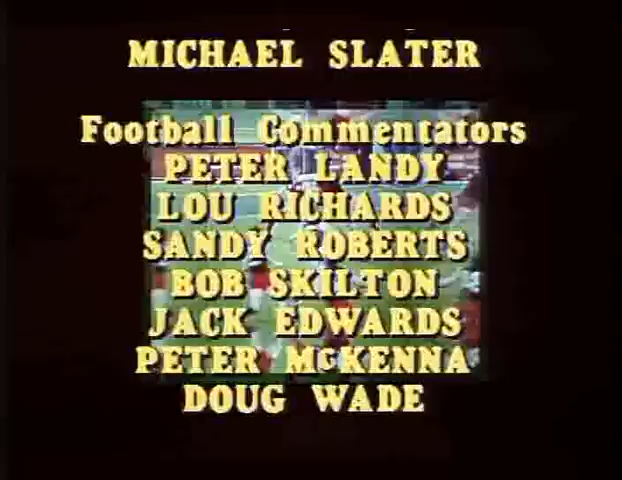 MICHAEL SLATER
Football Commentators
PETER LANDY
LOU RICHARDS
SANDY ROBERTS
BOB SKILTON
JACK EDWARDS
PETER McKENNA
DOUG WADE